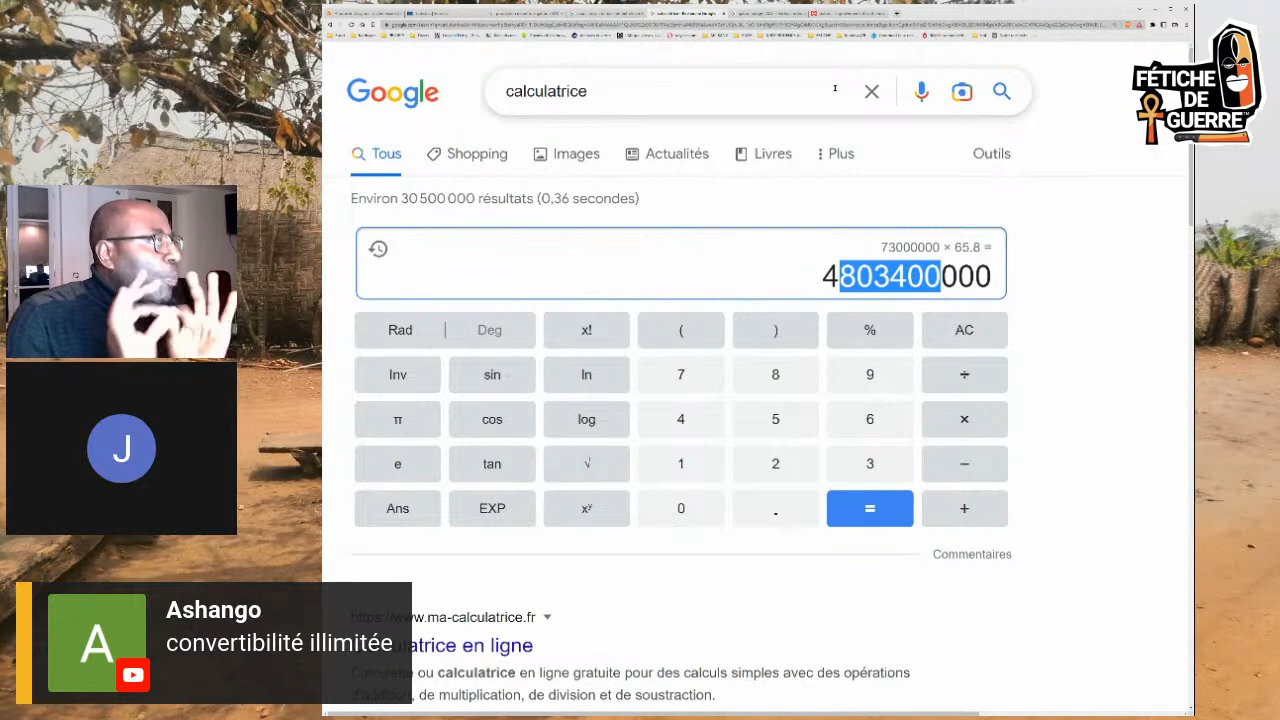 Google
calculatrice
FÉTICHE
DE
GUERRE
Tous
Shopping
Images
Actualités
Livres
Plus
Outils
Environ 30 500 000 résultats (0,36 secondes)
73000000 × 65.8 =
4803400000
Rad
Deg
x!
(
)
%
AC
Inv
sin
ln
7
8
9
÷
π
cos
log
4
5
6
×
e
tan
√
1
2
3
−
Ans
EXP
xʸ
0
.
=
+
Commentaires
J
A
Ashango
convertibilité illimitée
https://www.ma-calculatrice.fr
atrice en ligne
ou calculatrice en ligne gratuite pour des calculs simples avec des opérations
de multiplication, de division et de soustraction.